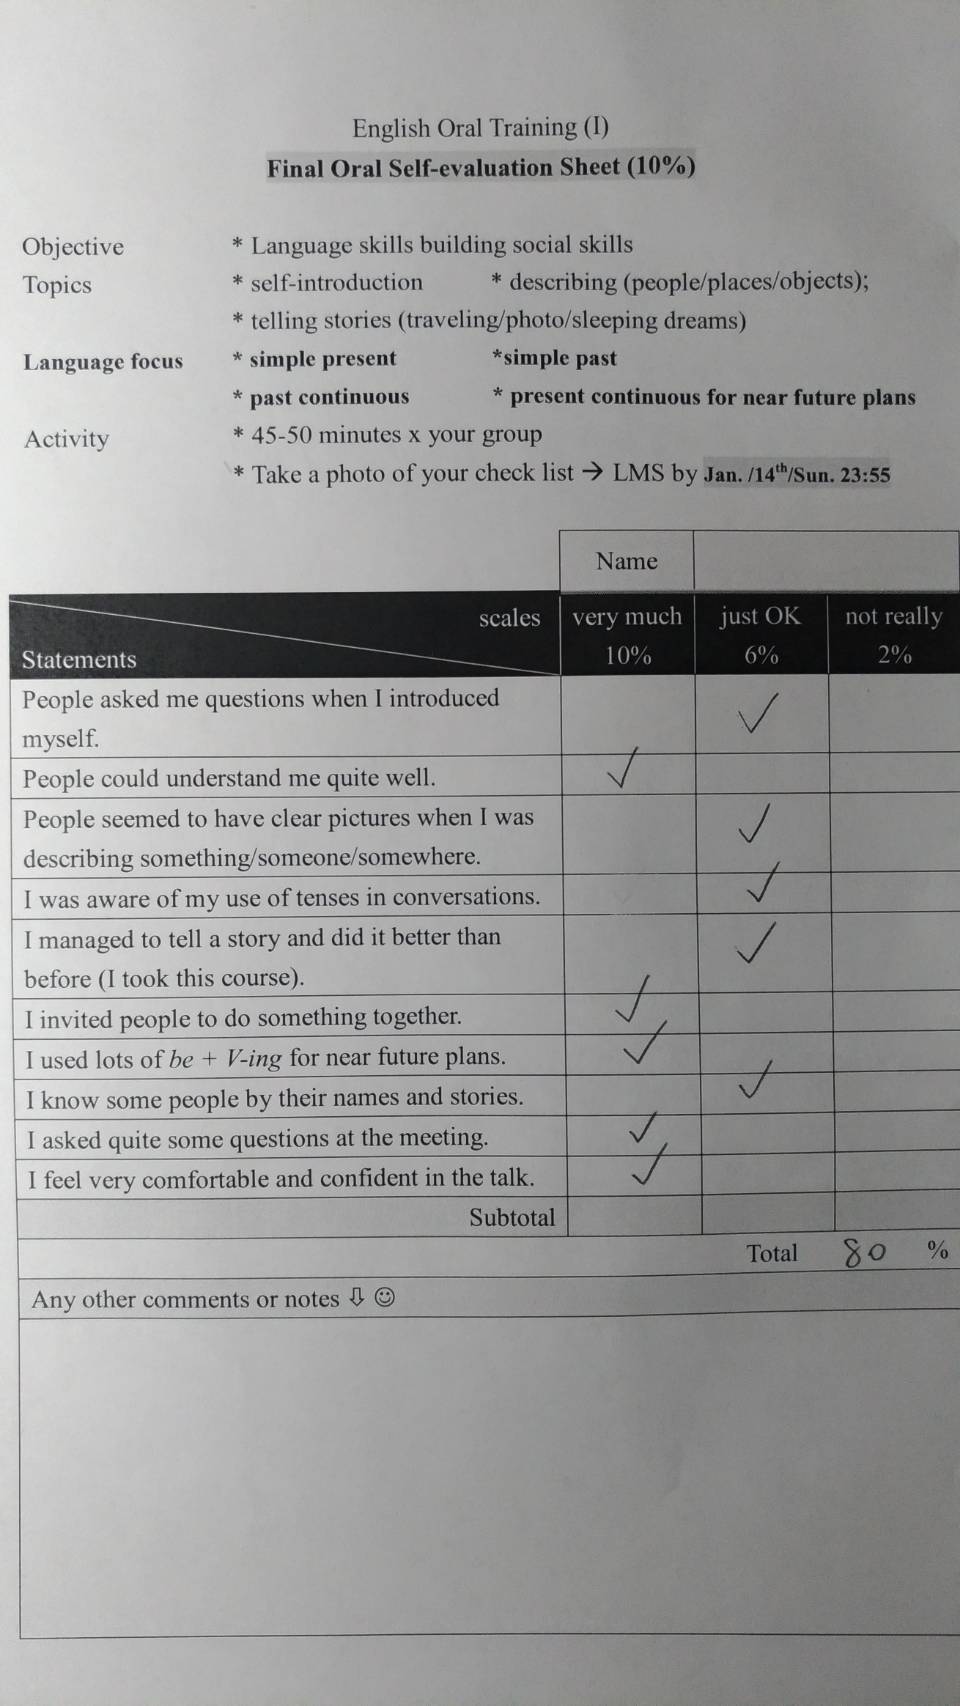 English Oral Training (I)
Final Oral Self-evaluation Sheet (10%)
Objective * Language skills building social skills
Topics * self-introduction * describing (people/places/objects);
* telling stories (traveling/photo/sleeping dreams)
Language focus * simple present *simple past
* past continuous * present continuous for near future plans
Activity * 45-50 minutes x your group
* Take a photo of your check list → LMS by Jan. /14th/Sun. 23:55
Name
scales very much just OK not really
Statements 10% 6% 2%
People asked me questions when I introduced
myself. ✓
People could understand me quite well. ✓
People seemed to have clear pictures when I was
describing something/someone/somewhere. ✓
I was aware of my use of tenses in conversations. ✓
I managed to tell a story and did it better than
before (I took this course). ✓
I invited people to do something together. ✓
I used lots of be + V-ing for near future plans. ✓
I know some people by their names and stories. ✓
I asked quite some questions at the meeting. ✓
I feel very comfortable and confident in the talk. ✓
Subtotal
Total 80 %
Any other comments or notes ⇩ ☺